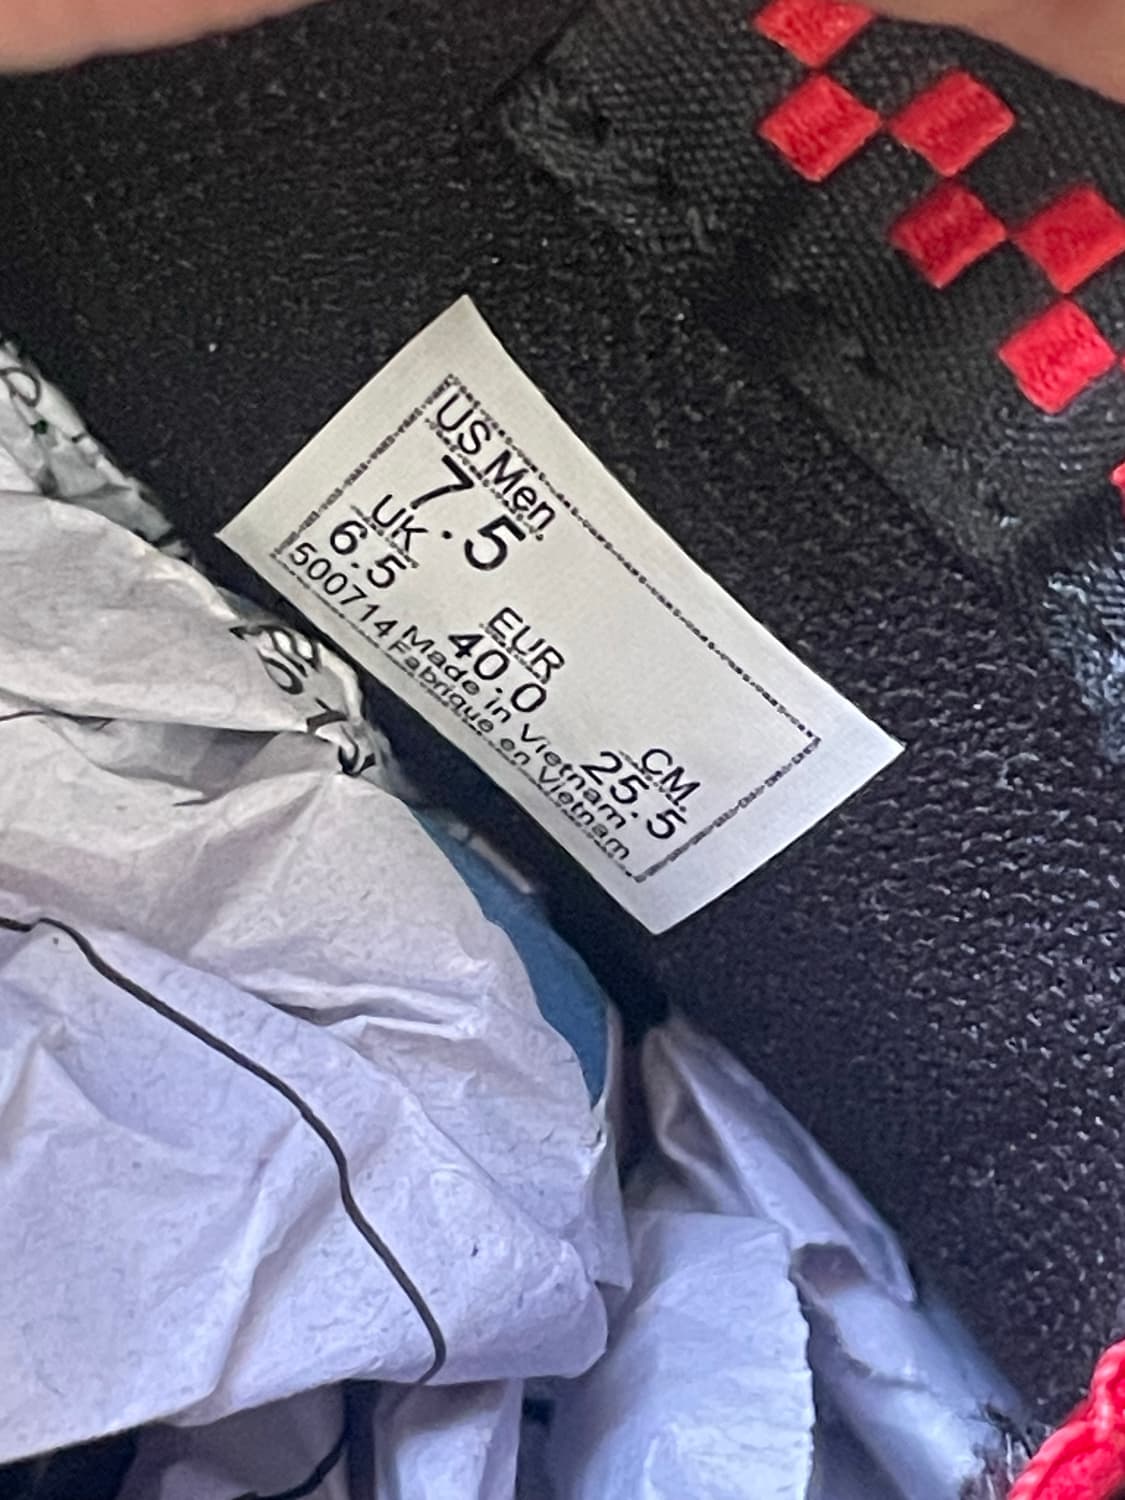 US Men
7.5
UK
6.5
EUR
40.0
CM.
25.5
500714 Made in Vietnam
Fabrique en Vietnam